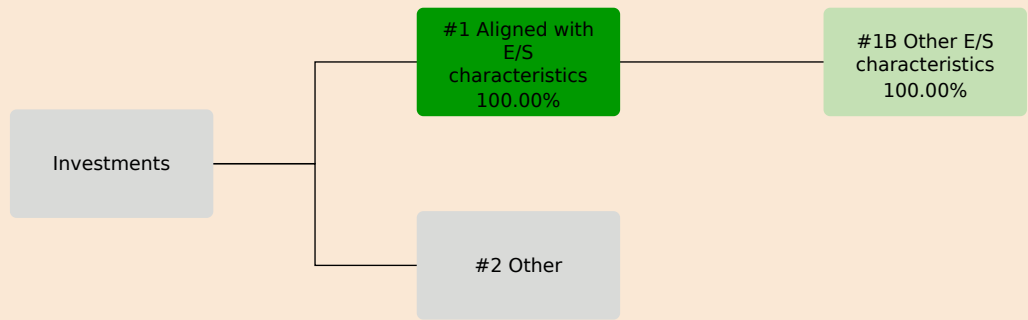 #1 Aligned with
E/S
characteristics
100.00%
#1B Other E/S
characteristics
100.00%
Investments
#2 Other